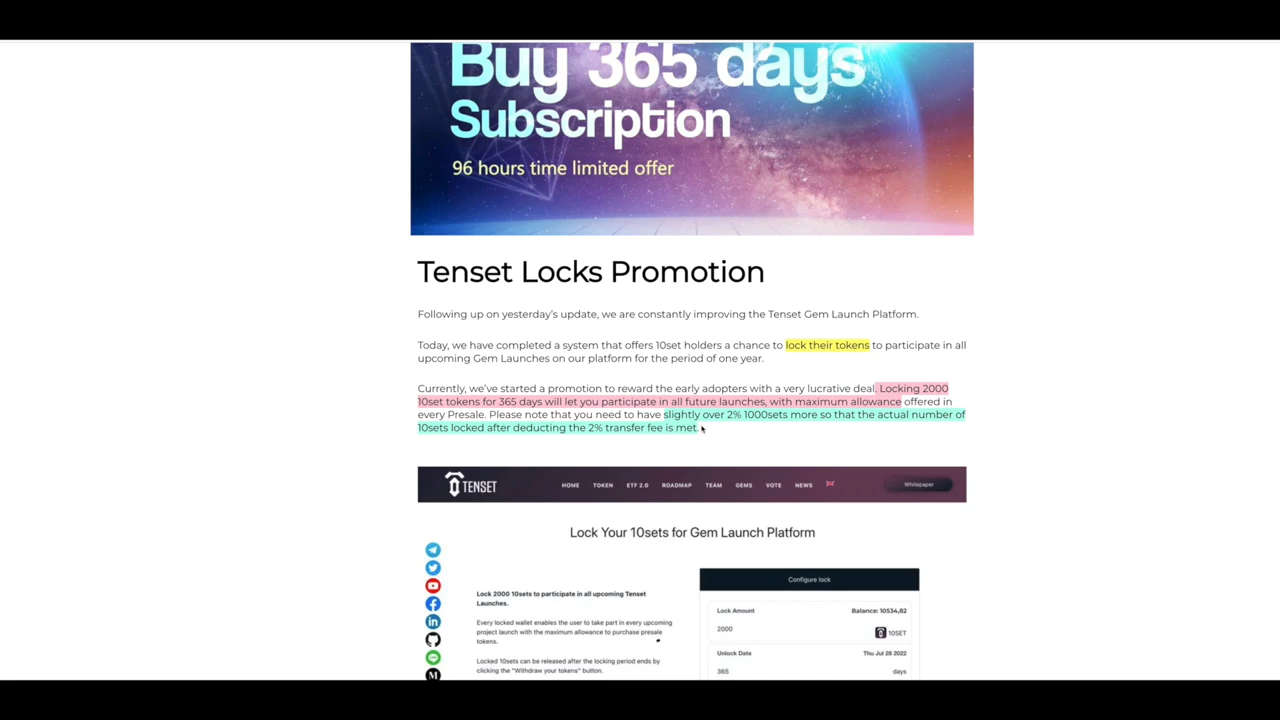 Buy 365 days
Subscription
96 hours time limited offer
Tenset Locks Promotion
Following up on yesterday's update, we are constantly improving the Tenset Gem Launch Platform.
Today, we have completed a system that offers 10set holders a chance to lock their tokens to participate in all
upcoming Gem Launches on our platform for the period of one year.
Currently, we've started a promotion to reward the early adopters with a very lucrative deal. Locking 2000
10set tokens for 365 days will let you participate in all future launches, with maximum allowance offered in
every Presale. Please note that you need to have slightly over 2% 1000sets more so that the actual number of
10sets locked after deducting the 2% transfer fee is met.
TENSET HOME TOKEN ETF 2.0 ROADMAP TEAM GEMS VOTE NEWS Whitepaper
Lock Your 10sets for Gem Launch Platform
Configure lock
Lock 2000 10sets to participate in all upcoming Tenset
Launches.
Every locked wallet enables the user to take part in every upcoming
project launch with the maximum allowance to purchase presale
tokens.
Locked 10sets can be released after the locking period ends by
clicking the "Withdraw your tokens" button.
Lock Amount Balance: 10534,82
2000 10SET
Unlock Date Thu Jul 28 2022
365 days